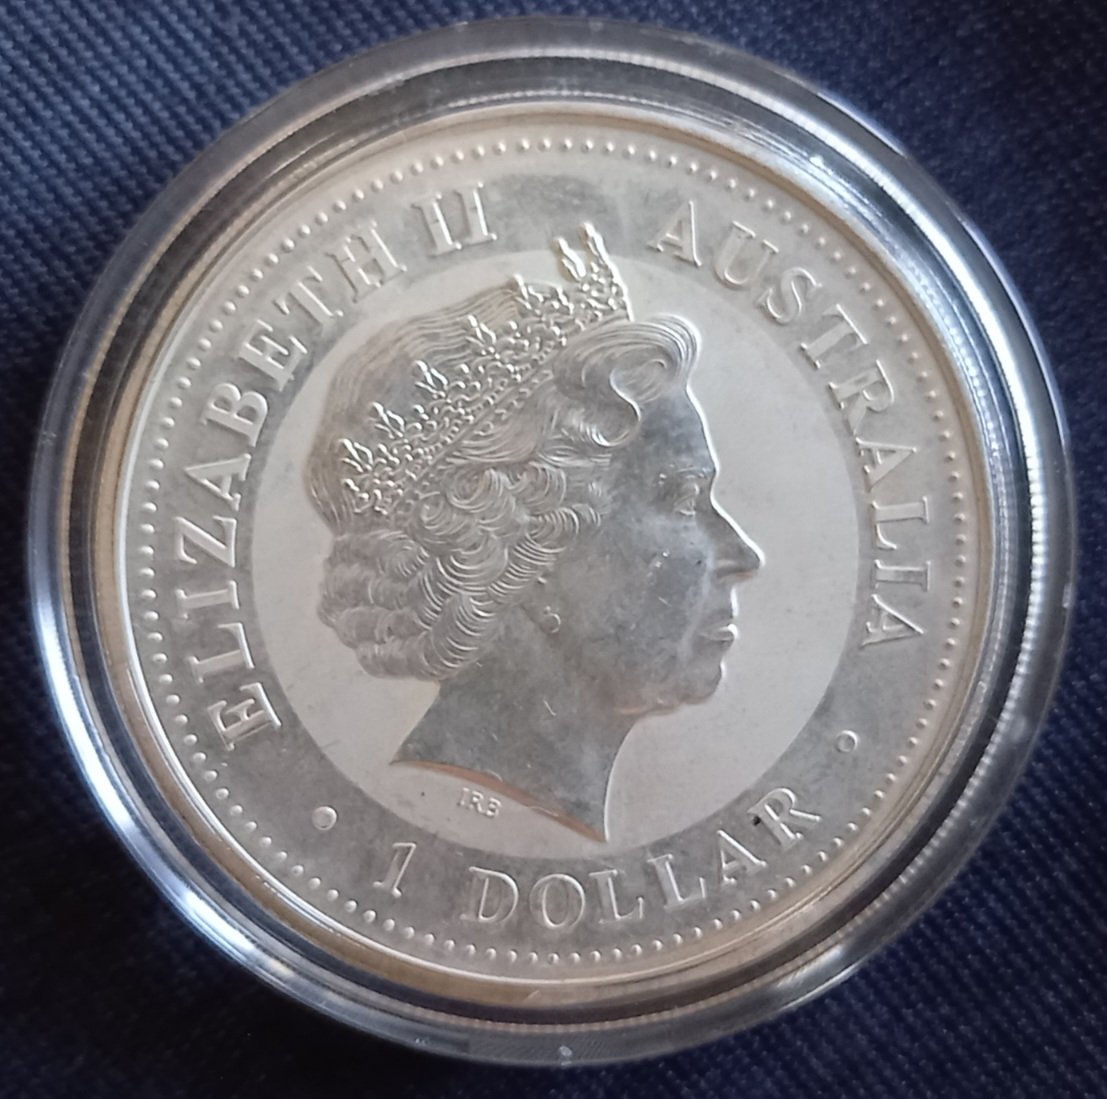 ELIZABETH II
AUSTRALIA
IRB
1 DOLLAR